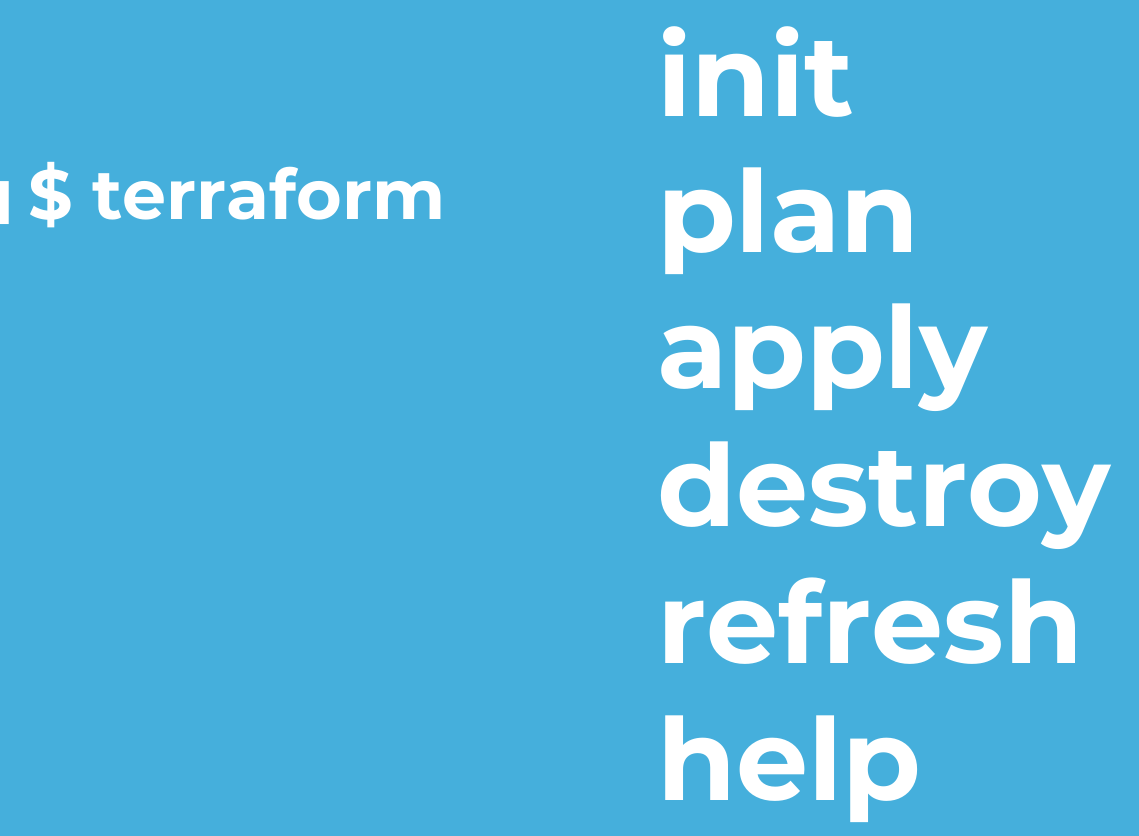 $ terraform
init
plan
apply
destroy
refresh
help